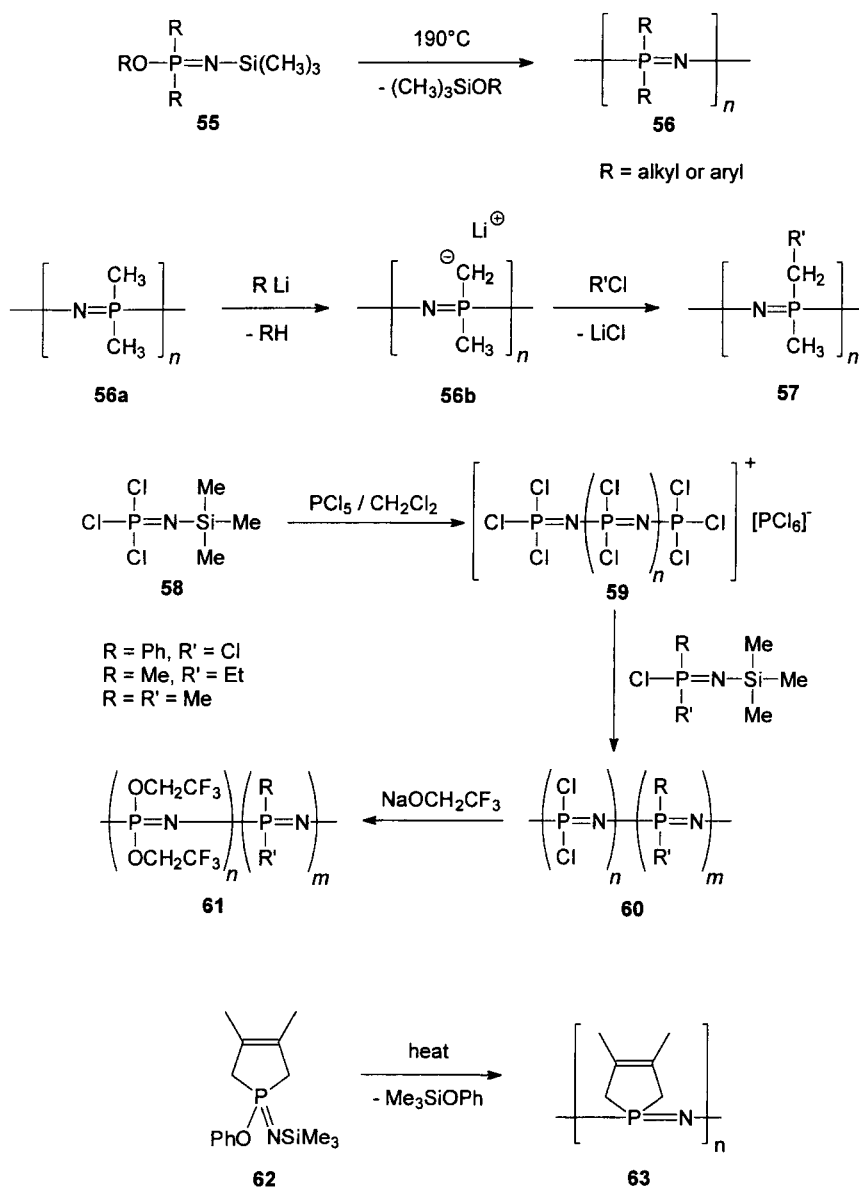 R
RO-P=N-Si(CH3)3
R
55
190°C
- (CH3)3SiOR
R
P=N
R
n
56
R = alkyl or aryl
CH3
N=P
CH3
n
56a
R Li
- RH
Li⊕
⊖
CH2
N=P
CH3
n
56b
R'Cl
- LiCl
R'
CH2
N=P
CH3
n
57
Cl Me
Cl-P=N-Si-Me
Cl Me
58
PCl5 / CH2Cl2
Cl Cl Cl
Cl-P=N-(P=N)-P-Cl
Cl Cl Cl
n
+
[PCl6]-
59
R = Ph, R' = Cl
R = Me, R' = Et
R = R' = Me
R Me
Cl-P=N-Si-Me
R' Me
OCH2CF3 R
P=N P=N
OCH2CF3 R'
n m
61
NaOCH2CF3
Cl R
P=N P=N
Cl R'
n m
60
P
PhO NSiMe3
62
heat
- Me3SiOPh
P=N
n
63